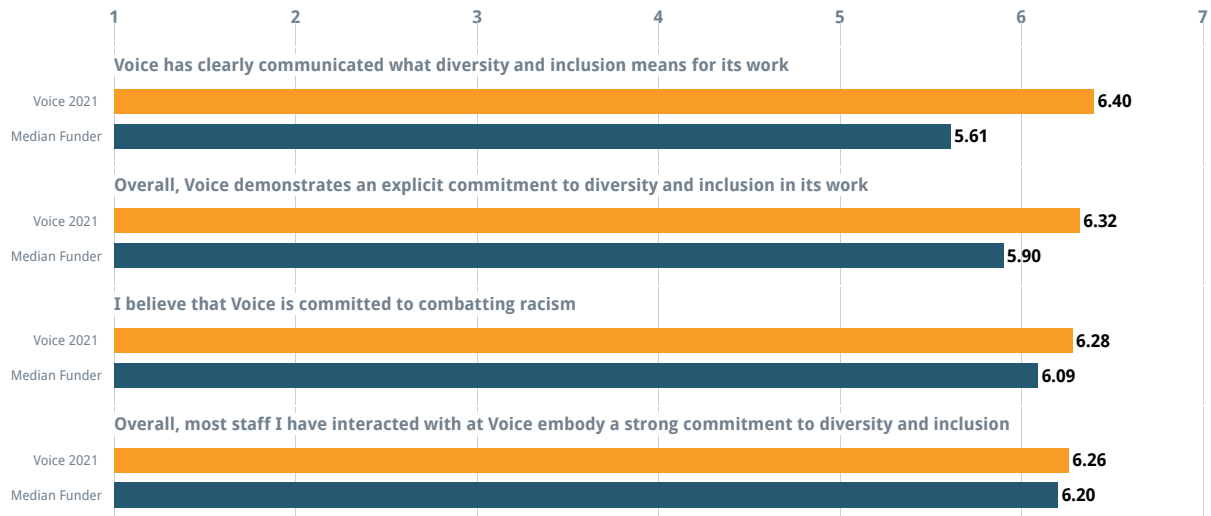 1 2 3 4 5 6 7
Voice has clearly communicated what diversity and inclusion means for its work
Voice 2021 6.40
Median Funder 5.61
Overall, Voice demonstrates an explicit commitment to diversity and inclusion in its work
Voice 2021 6.32
Median Funder 5.90
I believe that Voice is committed to combatting racism
Voice 2021 6.28
Median Funder 6.09
Overall, most staff I have interacted with at Voice embody a strong commitment to diversity and inclusion
Voice 2021 6.26
Median Funder 6.20